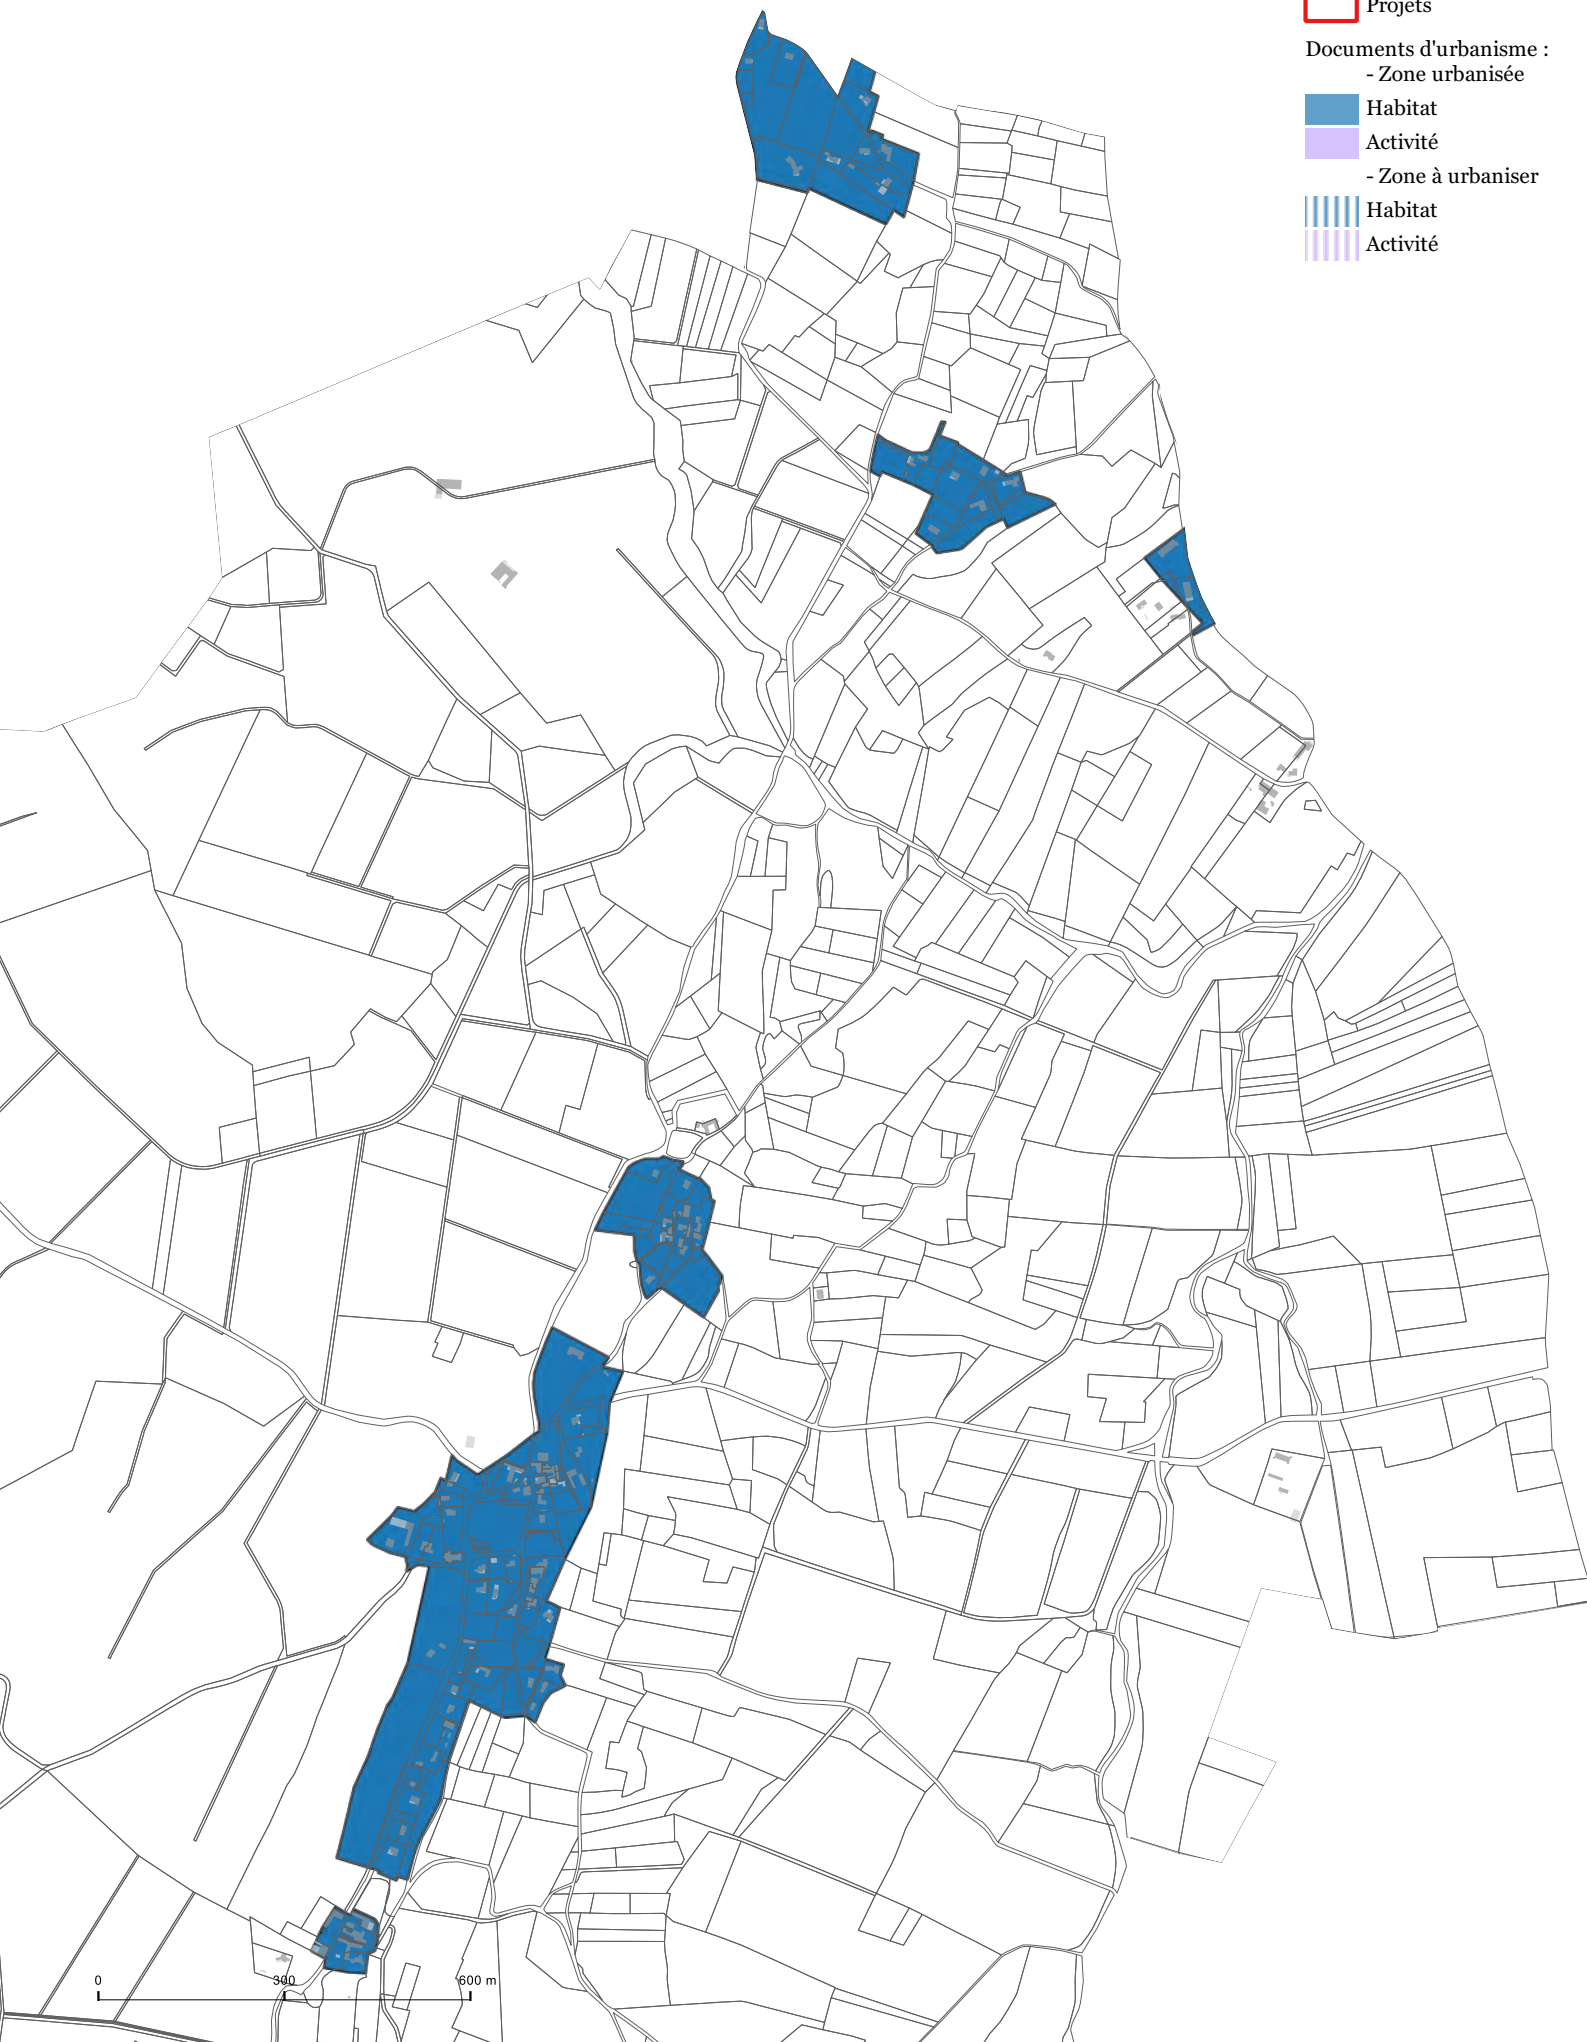 Projets
Documents d'urbanisme :
- Zone urbanisée
Habitat
Activité
- Zone à urbaniser
Habitat
Activité
0 300 600 m